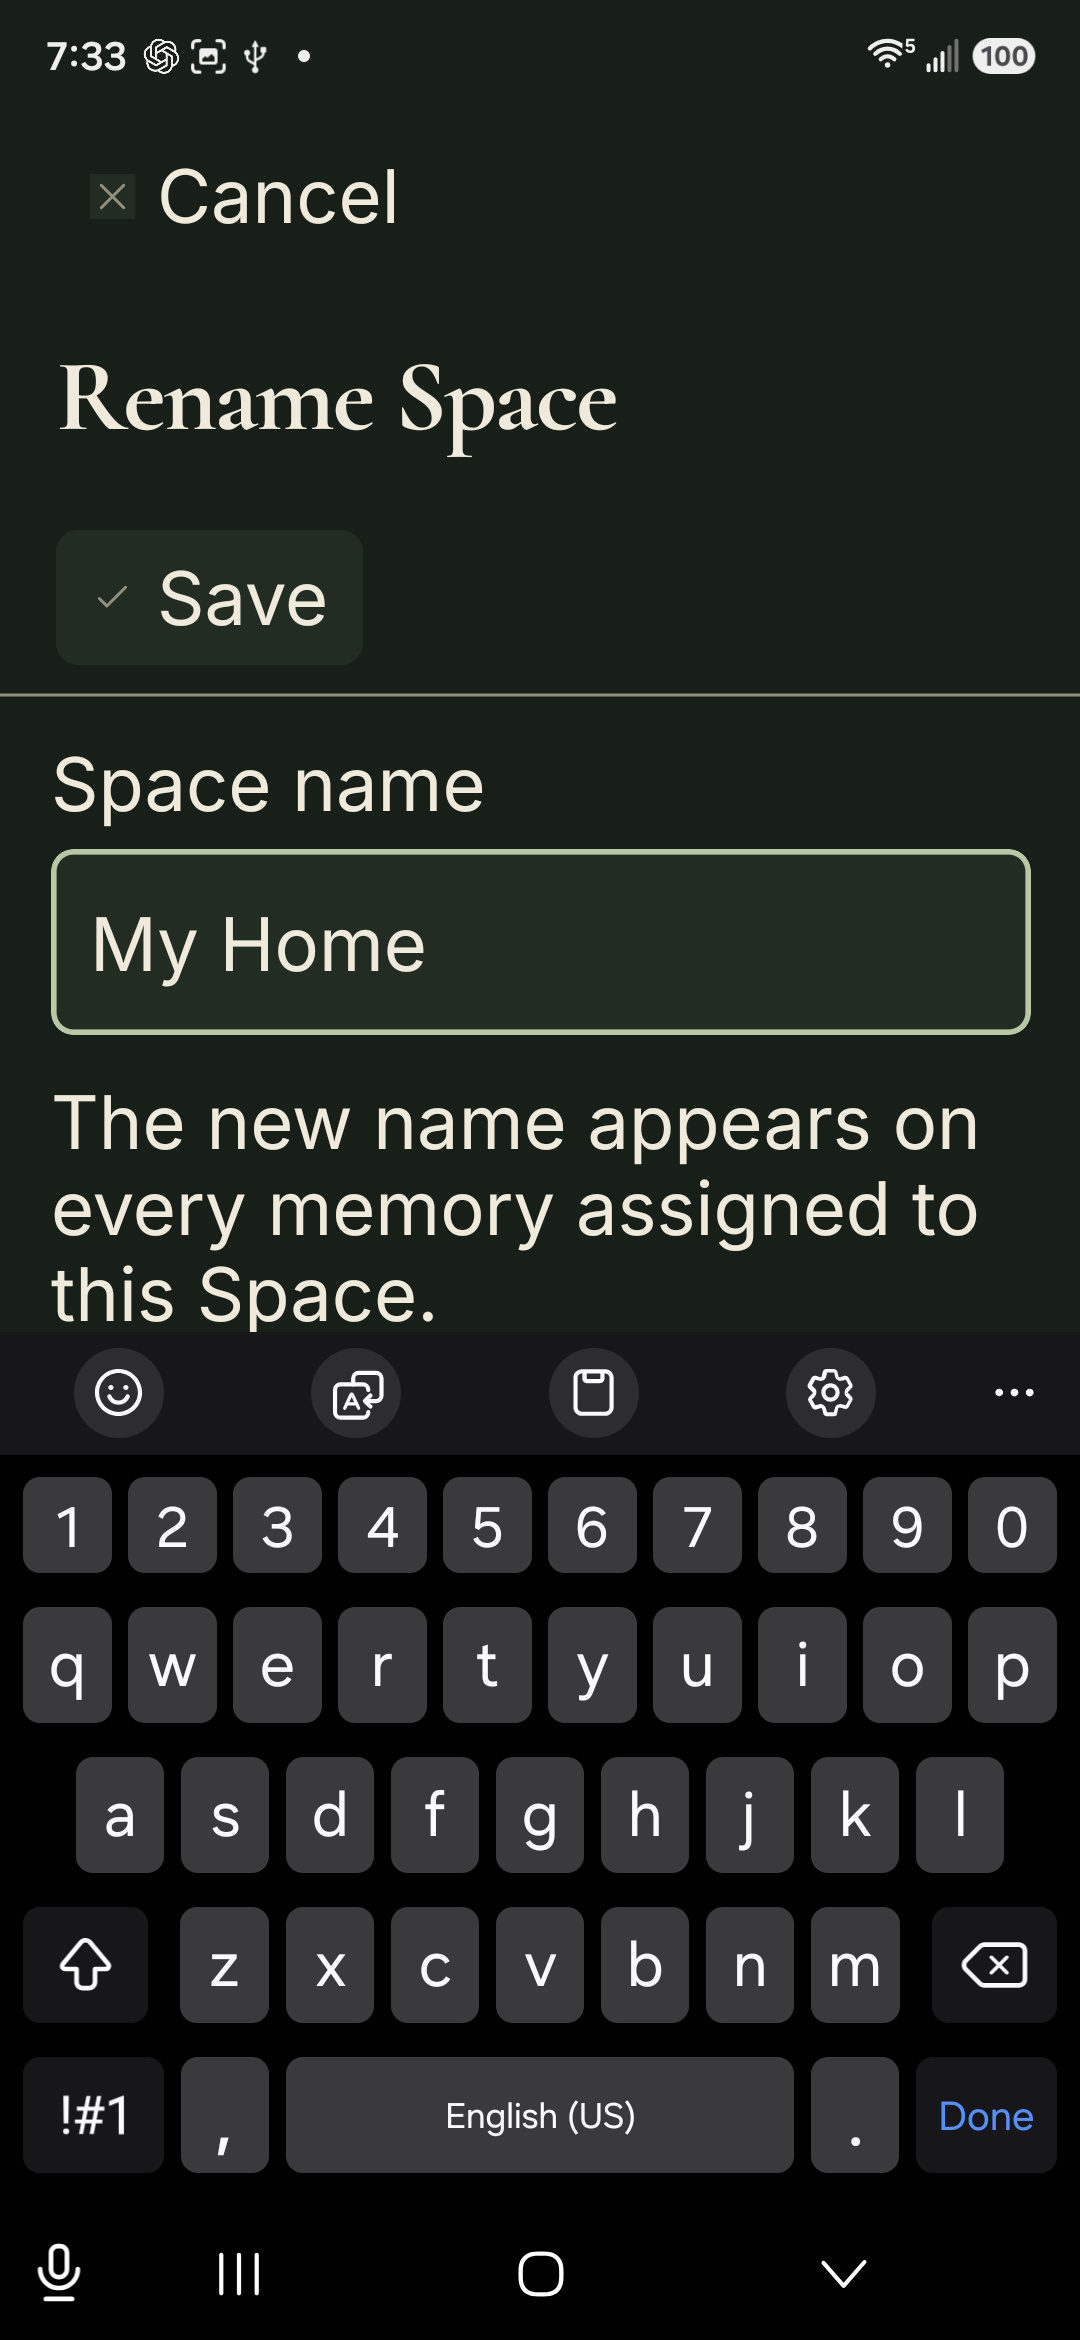 7:33
5
100
Cancel
Rename Space
Save
Space name
My Home
The new name appears on
every memory assigned to
this Space.
A
1 2 3 4 5 6 7 8 9 0
q w e r t y u i o p
a s d f g h j k l
z x c v b n m
!#1 , English (US) . Done